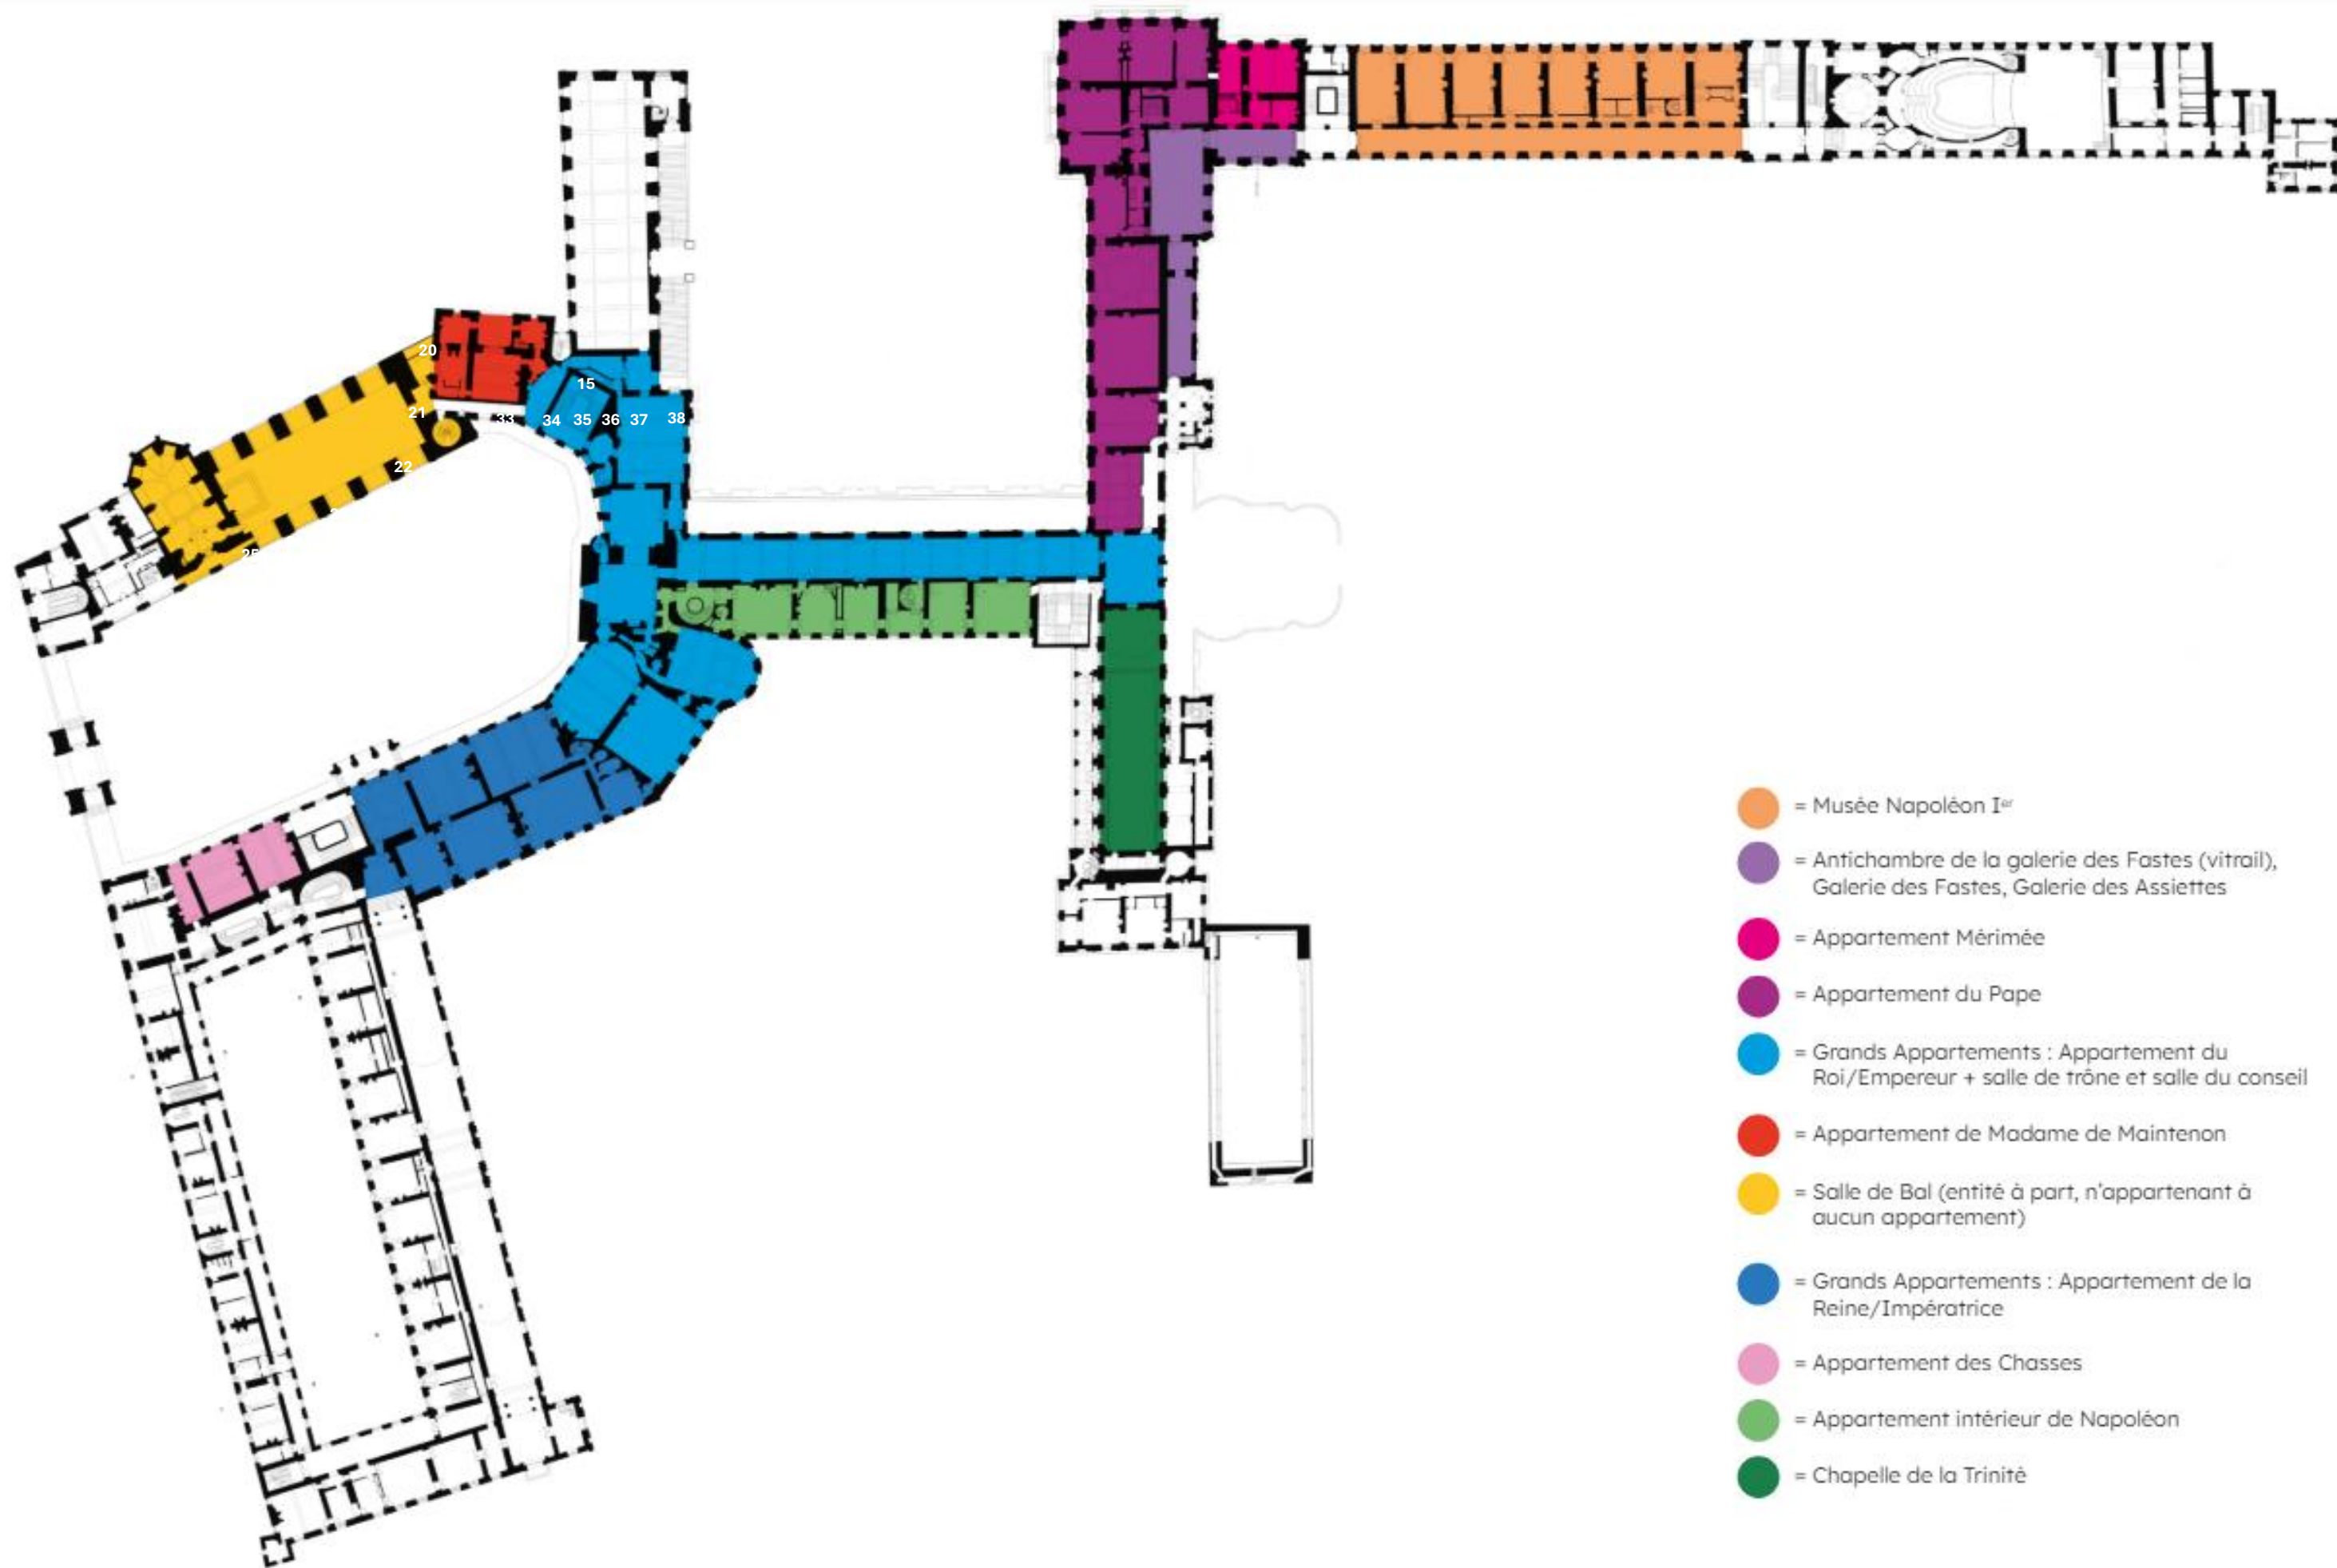 20
15
21
33
34
35
36
37
38
22
25
= Musée Napoléon Iᵉʳ
= Antichambre de la galerie des Fastes (vitrail),
Galerie des Fastes, Galerie des Assiettes
= Appartement Mérimée
= Appartement du Pape
= Grands Appartements : Appartement du
Roi/Empereur + salle de trône et salle du conseil
= Appartement de Madame de Maintenon
= Salle de Bal (entité à part, n'appartenant à
aucun appartement)
= Grands Appartements : Appartement de la
Reine/Impératrice
= Appartement des Chasses
= Appartement intérieur de Napoléon
= Chapelle de la Trinité